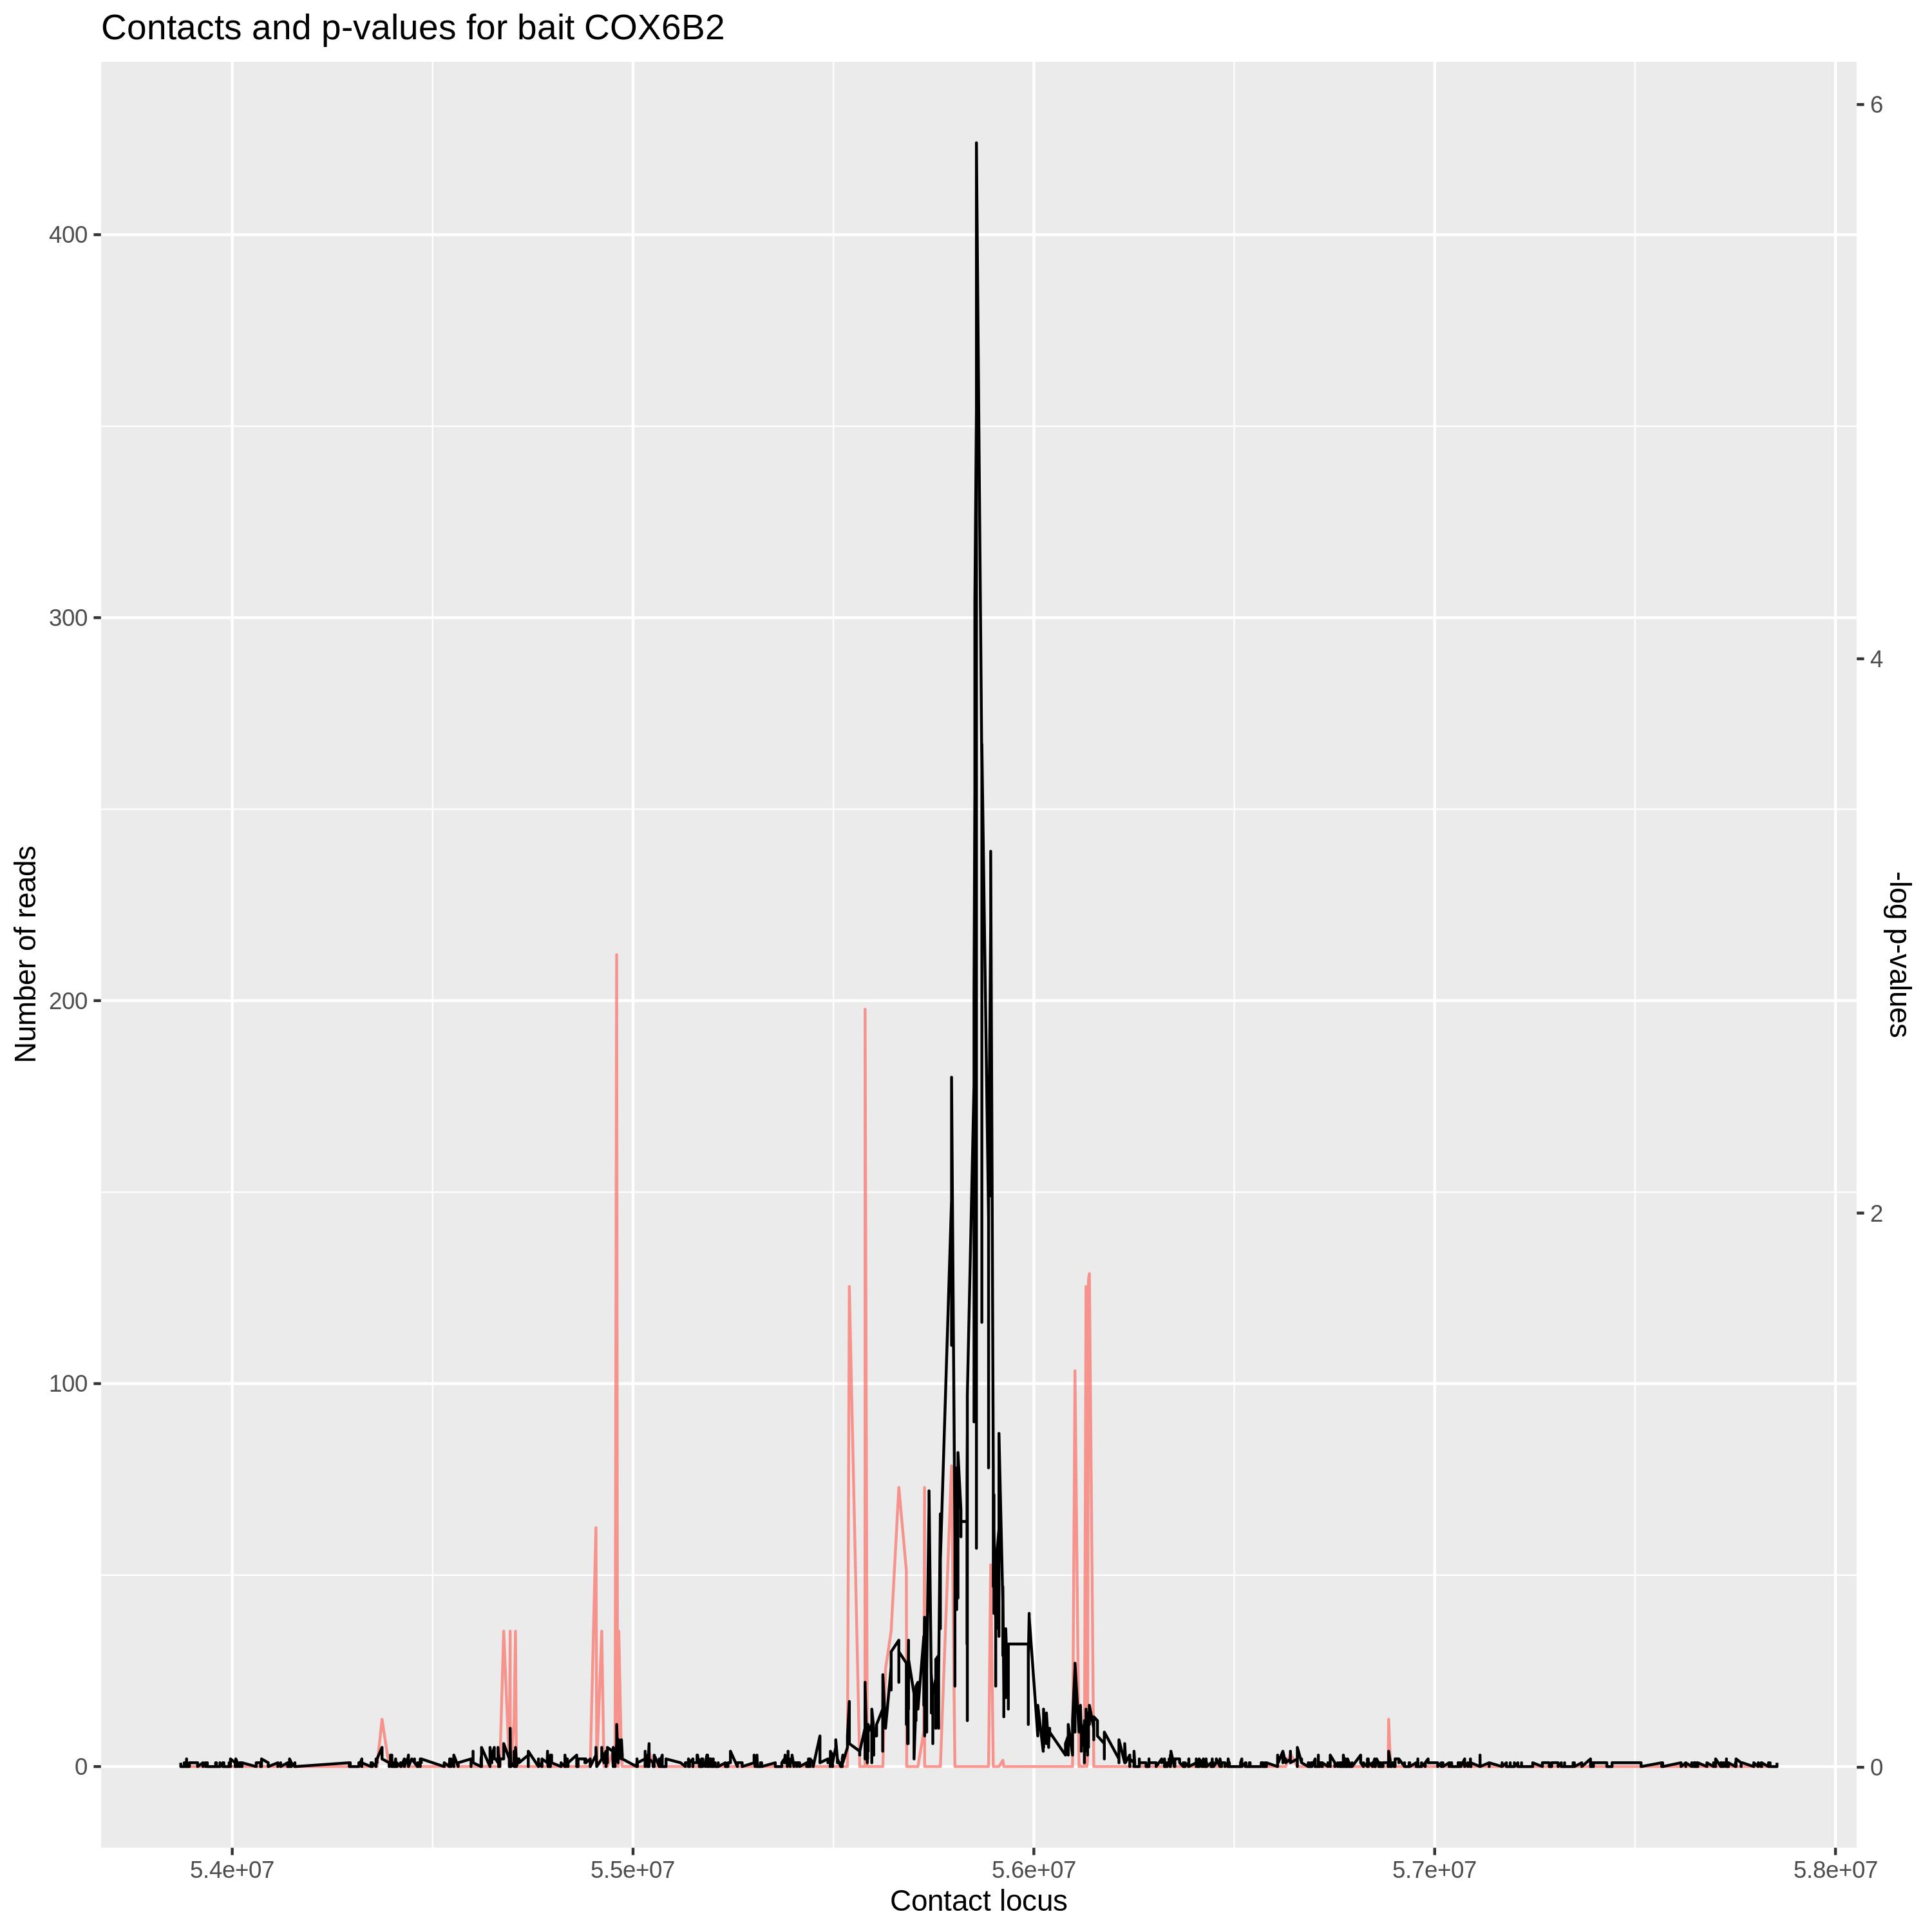 Contacts and p-values for bait COX6B2
6
400
300
4
Number of reads
-log p-values
200
2
100
0
0
5.4e+07
5.5e+07
5.6e+07
5.7e+07
5.8e+07
Contact locus